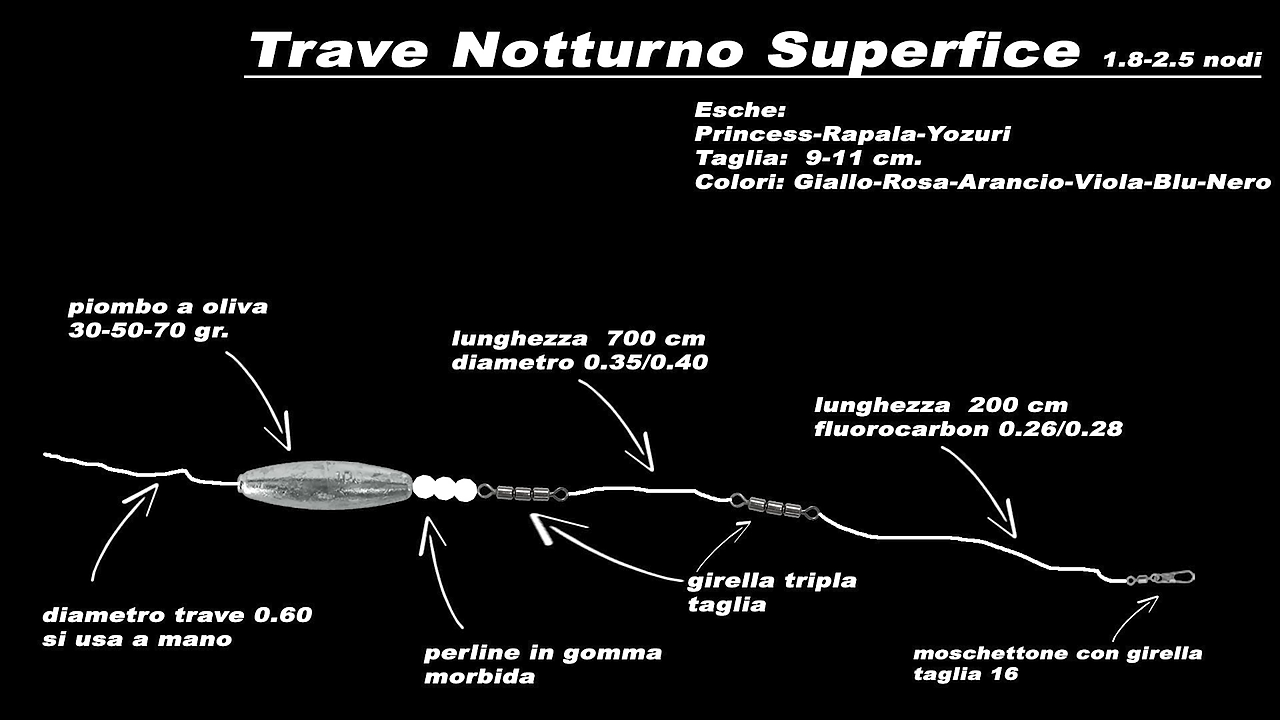 Trave Notturno Superfice 1.8-2.5 nodi
Esche:
Princess-Rapala-Yozuri
Taglia: 9-11 cm.
Colori: Giallo-Rosa-Arancio-Viola-Blu-Nero
piombo a oliva
30-50-70 gr.
lunghezza 700 cm
diametro 0.35/0.40
lunghezza 200 cm
fluorocarbon 0.26/0.28
diametro trave 0.60
si usa a mano
perline in gomma
morbida
girella tripla
taglia
moschettone con girella
taglia 16